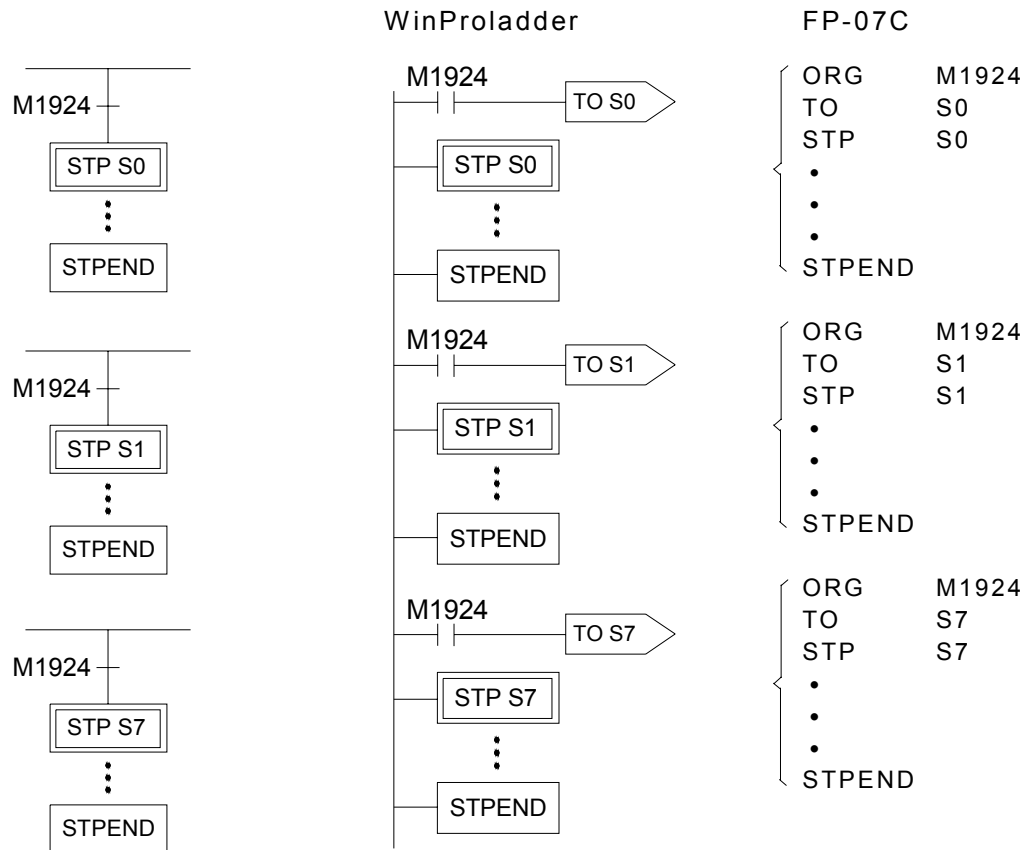 WinProladder
FP-07C
M1924
STP S0
STPEND
M1924
TO S0
STP S0
STPEND
ORG M1924
TO S0
STP S0
•
•
•
STPEND
M1924
STP S1
STPEND
M1924
TO S1
STP S1
STPEND
ORG M1924
TO S1
STP S1
•
•
•
STPEND
M1924
STP S7
STPEND
M1924
TO S7
STP S7
STPEND
ORG M1924
TO S7
STP S7
•
•
•
STPEND